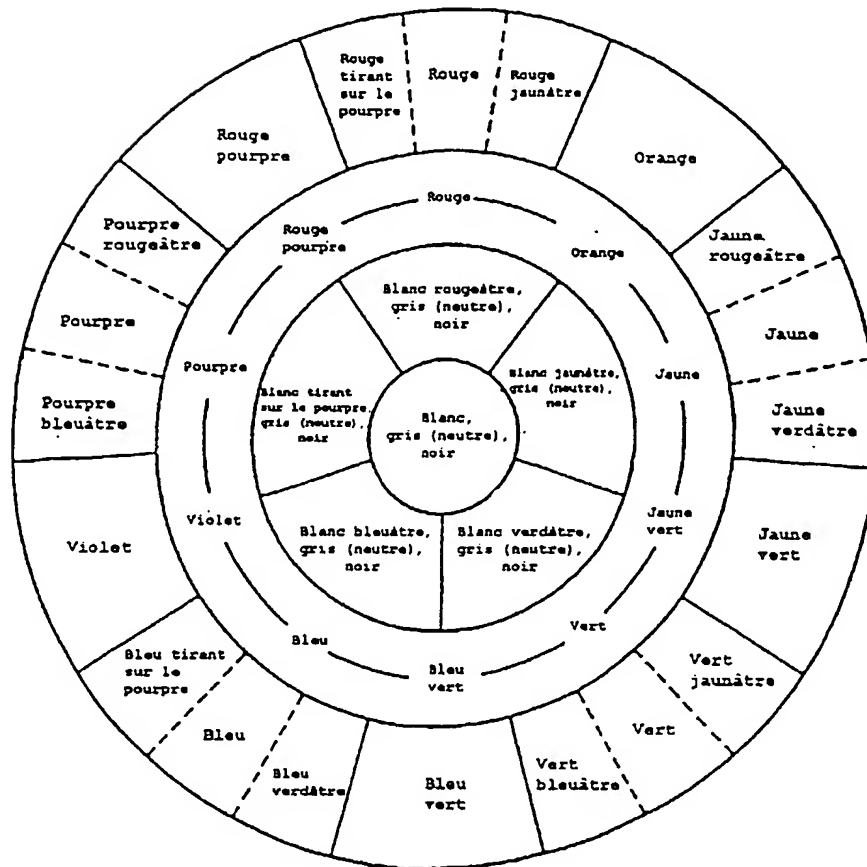 Rouge
tirant
sur le
pourpre
Rouge
Rouge
jaunâtre
Orange
Jaune
rougeâtre
Jaune
Jaune
verdâtre
Jaune
vert
Vert
jaunâtre
Vert
Vert
bleuâtre
Bleu
vert
Bleu
verdâtre
Bleu
Bleu tirant
sur le
pourpre
Violet
Pourpre
bleuâtre
Pourpre
Pourpre
rougeâtre
Rouge
pourpre
Rouge
Orange
Jaune
Jaune
vert
Vert
Bleu
vert
Bleu
Violet
Pourpre
Rouge
pourpre
Blanc rougeâtre,
gris (neutre),
noir
Blanc jaunâtre,
gris (neutre),
noir
Blanc verdâtre,
gris (neutre),
noir
Blanc bleuâtre,
gris (neutre),
noir
Blanc tirant
sur le pourpre,
gris (neutre),
noir
Blanc,
gris (neutre),
noir